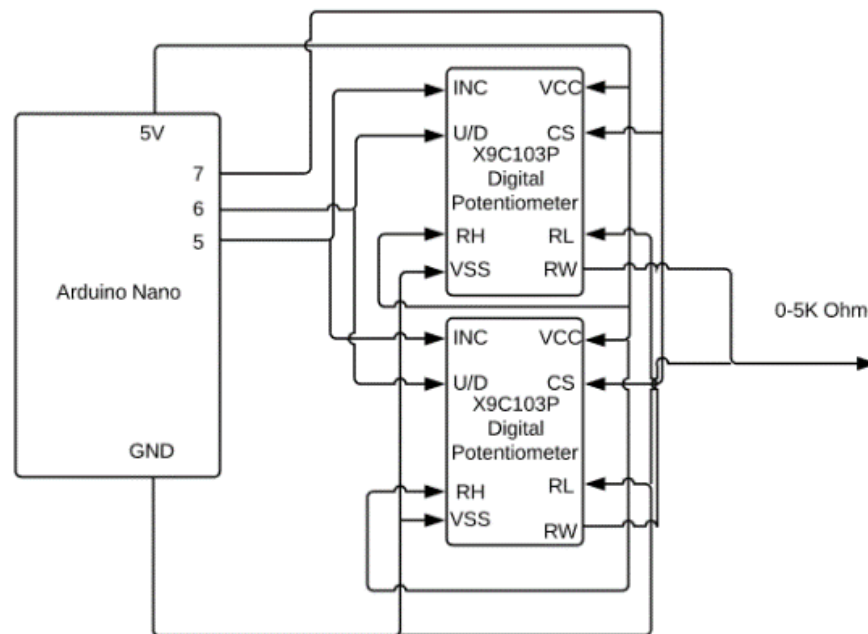 5V
7
6
5
Arduino Nano
GND
INC VCC
U/D CS
X9C103P
Digital
Potentiometer
RH RL
VSS RW
INC VCC
U/D CS
X9C103P
Digital
Potentiometer
RH RL
VSS RW
0-5K Ohm